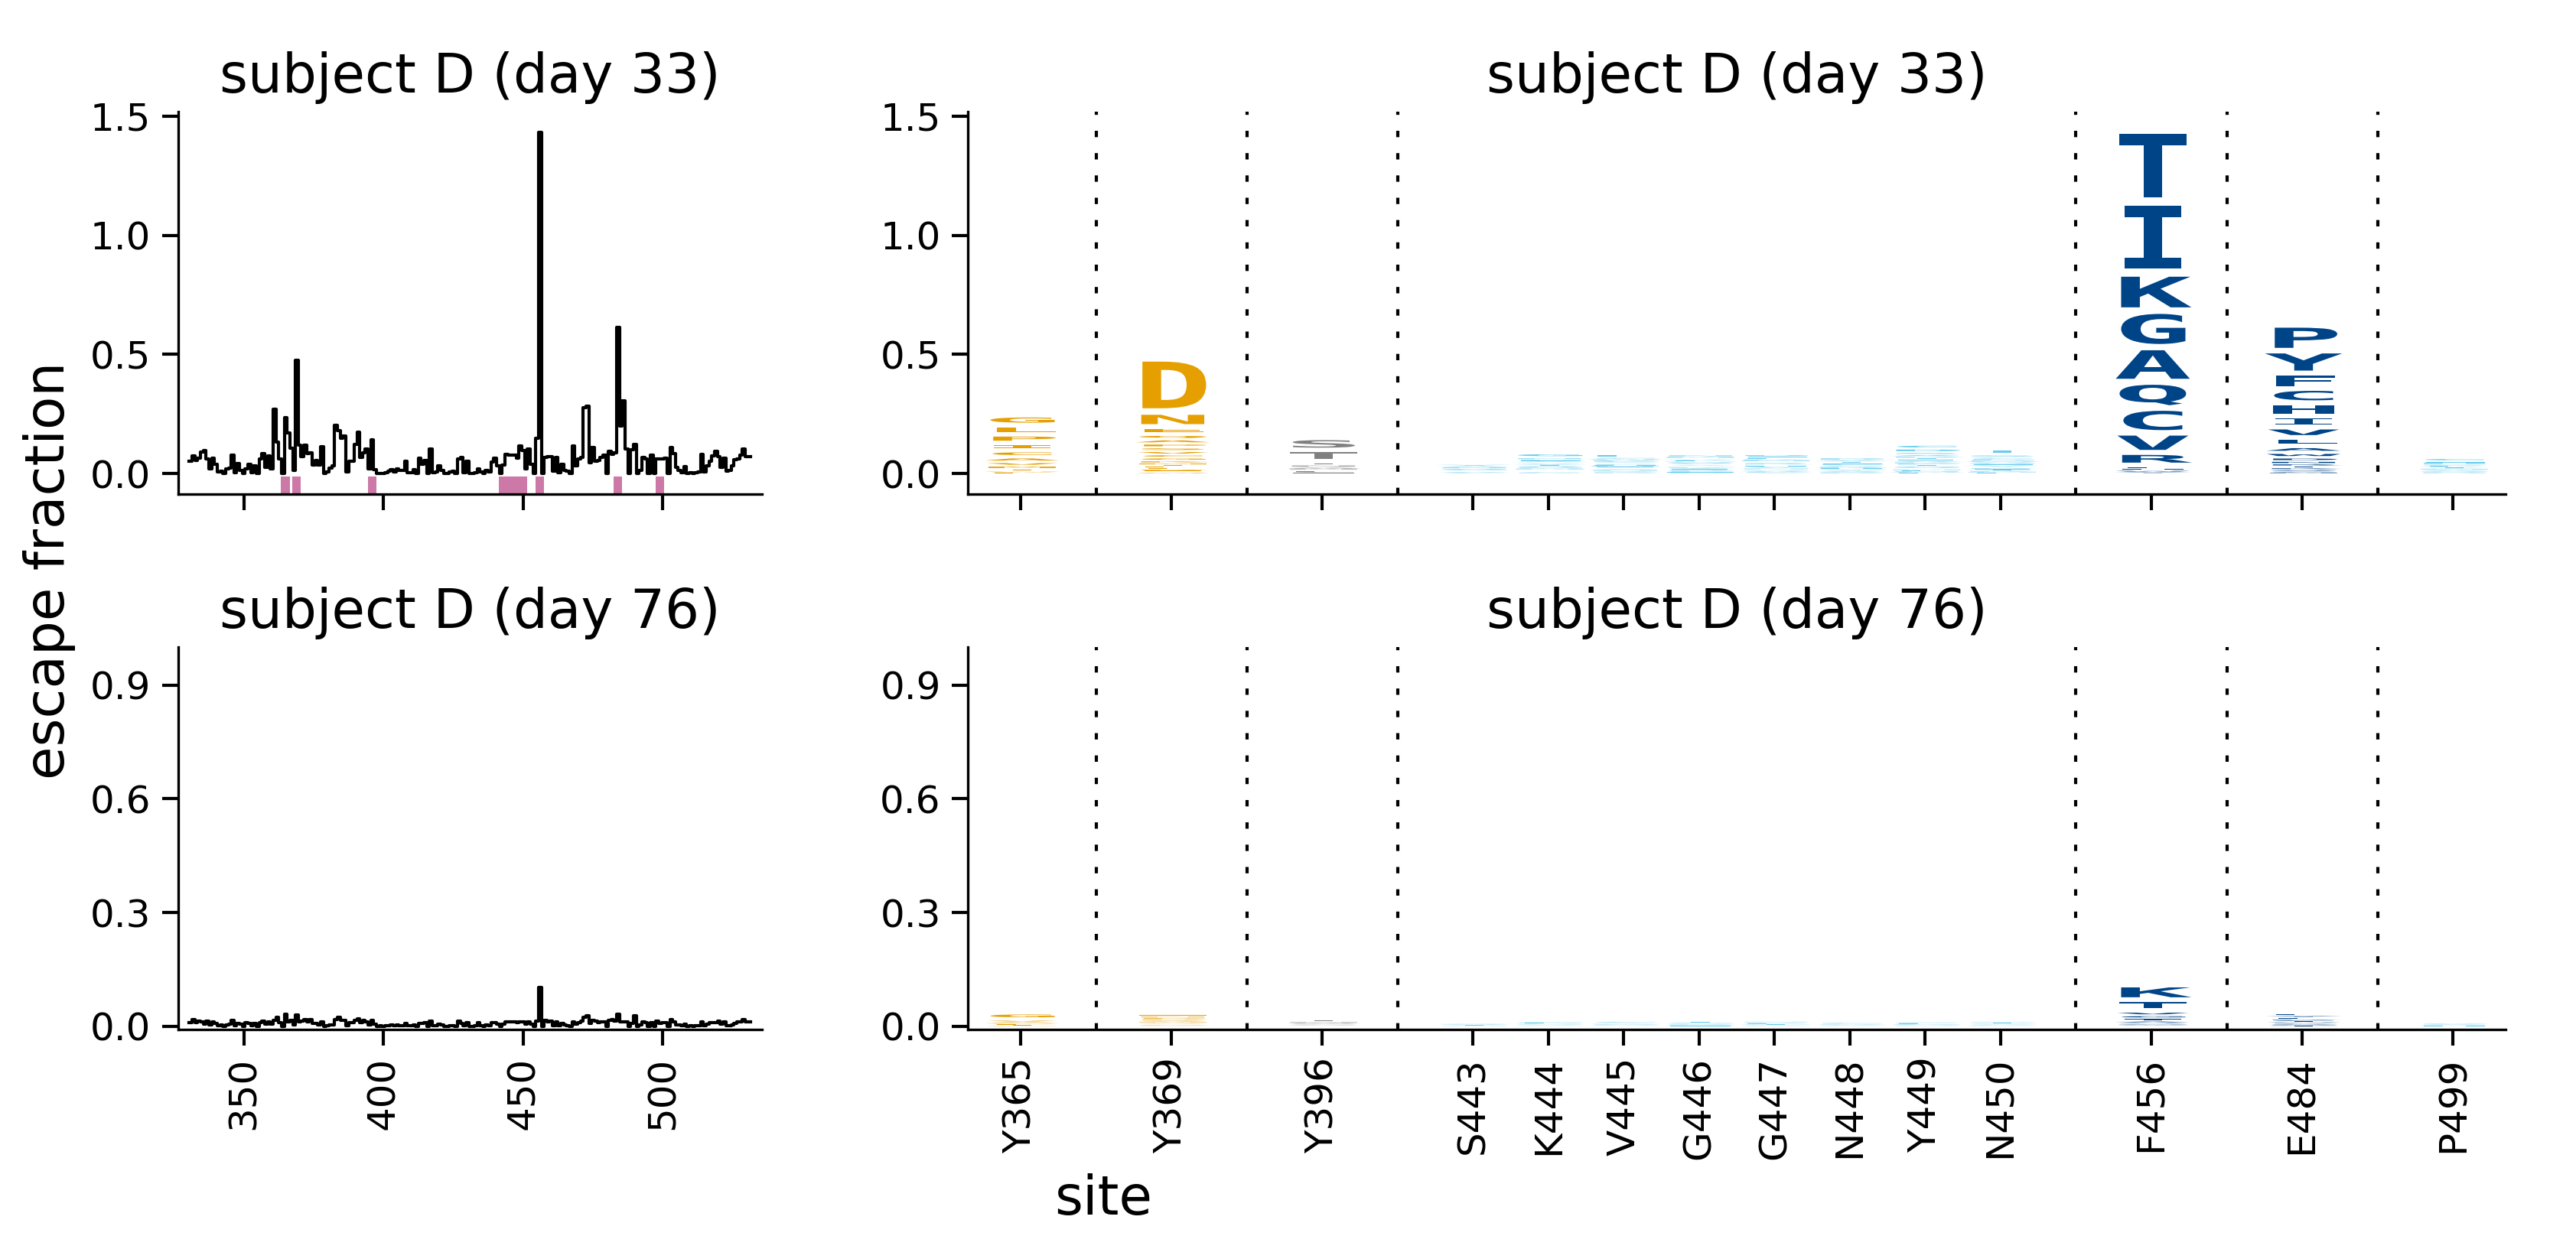 subject D (day 33)
subject D (day 33)
escape fraction
1.5
1.0
0.5
0.0
1.5
1.0
0.5
0.0
D
N
S
T
T
I
K
G
A
Q
C
V
R
P
Y
F
C
H
subject D (day 76)
subject D (day 76)
0.9
0.6
0.3
0.0
0.9
0.6
0.3
0.0
K
T
350
400
450
500
Y365
Y369
Y396
S443
K444
V445
G446
G447
N448
Y449
N450
F456
E484
P499
site